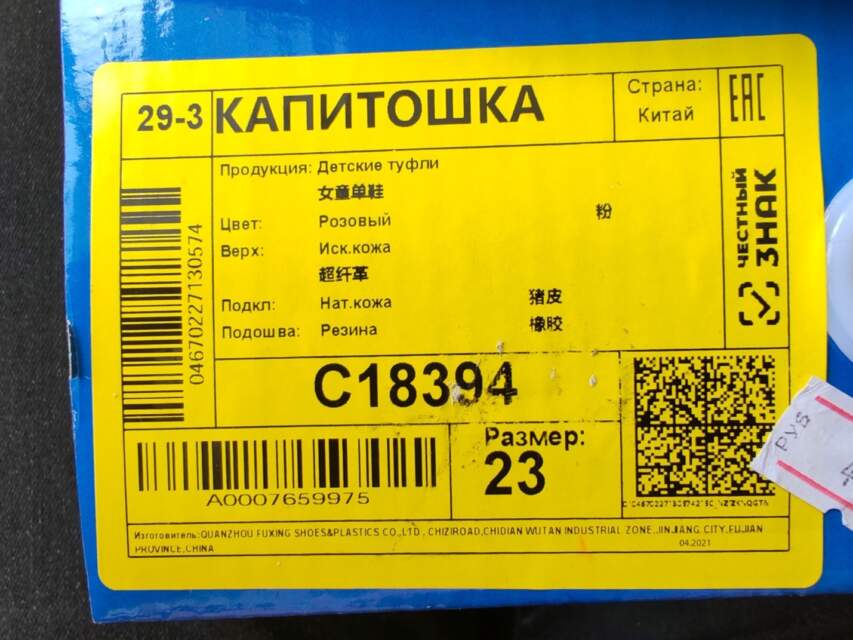 29-3 КАПИТОШКА
Страна:
Китай
EAC
Продукция: Детские туфли
女童单鞋
Цвет: Розовый 粉
Верх: Иск.кожа
超纤革
Подкл: Нат.кожа 猪皮
Подошва: Резина 橡胶
ЧЕСТНЫЙ
ЗНАК
04670227130574
С18394
A0007659975
Размер:
23
Изготовитель:QUANZHOU FUXING SHOES&PLASTICS CO.,LTD., CHIZIROAD,CHIDIAN WUTAN INDUSTRIAL ZONE.,JINJIANG CITY,FUJIAN
PROVINCE,CHINA
04.2021
РУБ